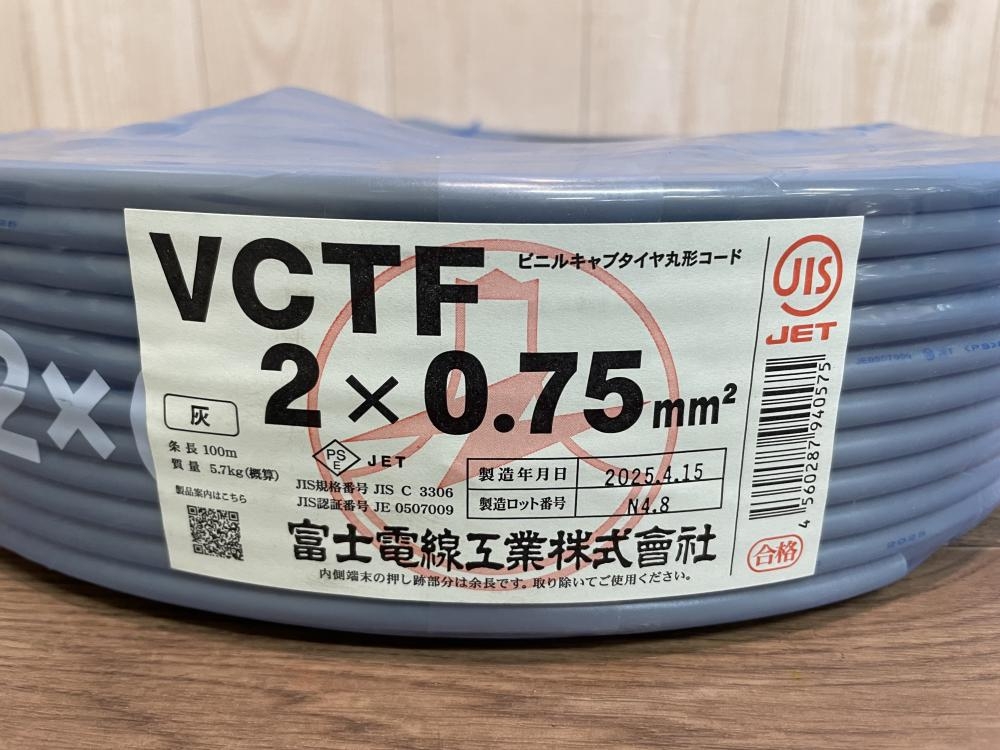 VCTF
ビニルキャブタイヤ丸形コード
2×0.75mm²
灰
条長 100m
質量 5.7kg(概算)
製品案内はこちら
PS
E
JET
JIS規格番号 JIS C 3306
JIS認証番号 JE 0507009
製造年月日 2025.4.15
製造ロット番号 N4.8
富士電線工業株式會社
内側端末の押し跡部分は余長です。取り除いてご使用ください。
JIS
JET
4560287940575
合格
2×
2025